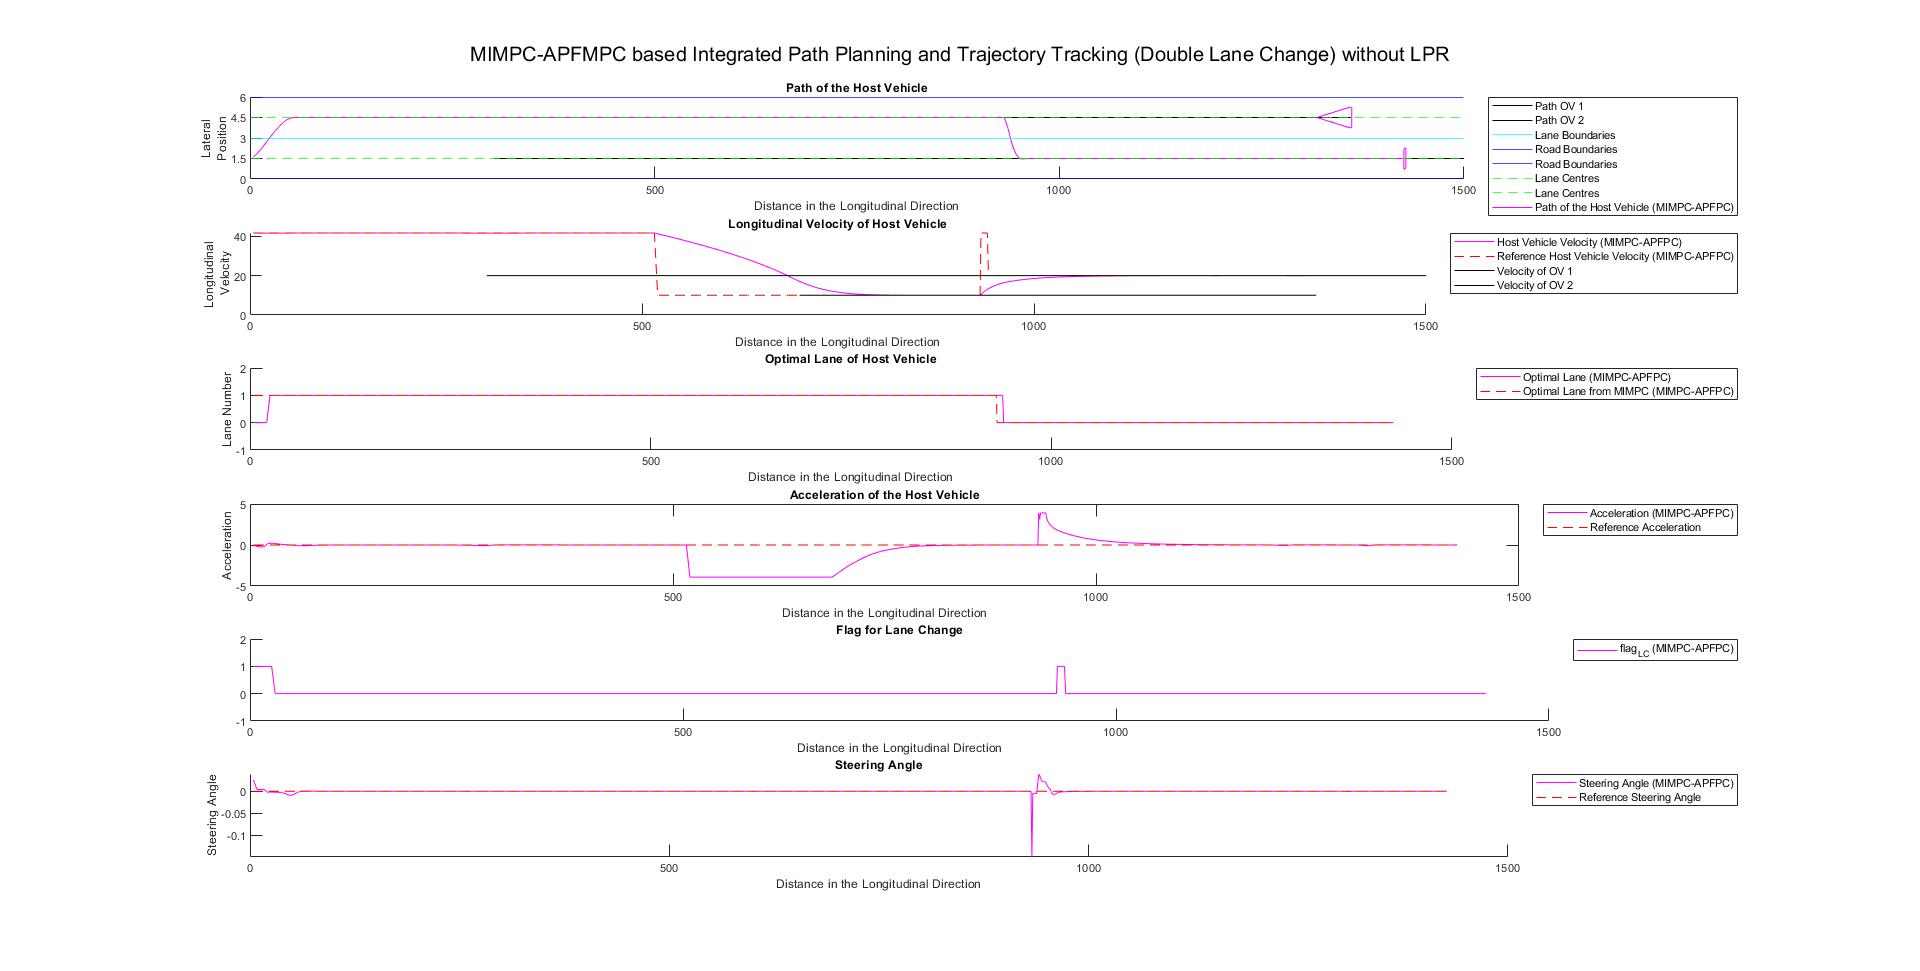 MIMPC-APFMPC based Integrated Path Planning and Trajectory Tracking (Double Lane Change) without LPR
Path of the Host Vehicle
Lateral
Position
6
4.5
3
1.5
0
0
500
1000
1500
Distance in the Longitudinal Direction
Path OV 1
Path OV 2
Lane Boundaries
Road Boundaries
Road Boundaries
Lane Centres
Lane Centres
Path of the Host Vehicle (MIMPC-APFPC)
Longitudinal Velocity of Host Vehicle
Longitudinal
Velocity
40
20
0
0
500
1000
1500
Distance in the Longitudinal Direction
Host Vehicle Velocity (MIMPC-APFPC)
Reference Host Vehicle Velocity (MIMPC-APFPC)
Velocity of OV 1
Velocity of OV 2
Optimal Lane of Host Vehicle
Lane Number
2
1
0
-1
0
500
1000
1500
Distance in the Longitudinal Direction
Optimal Lane (MIMPC-APFPC)
Optimal Lane from MIMPC (MIMPC-APFPC)
Acceleration of the Host Vehicle
Acceleration
5
0
-5
0
500
1000
1500
Distance in the Longitudinal Direction
Acceleration (MIMPC-APFPC)
Reference Acceleration
Flag for Lane Change
2
1
0
-1
0
500
1000
1500
Distance in the Longitudinal Direction
flag LC (MIMPC-APFPC)
Steering Angle
Steering Angle
0
-0.05
-0.1
0
500
1000
1500
Distance in the Longitudinal Direction
Steering Angle (MIMPC-APFPC)
Reference Steering Angle